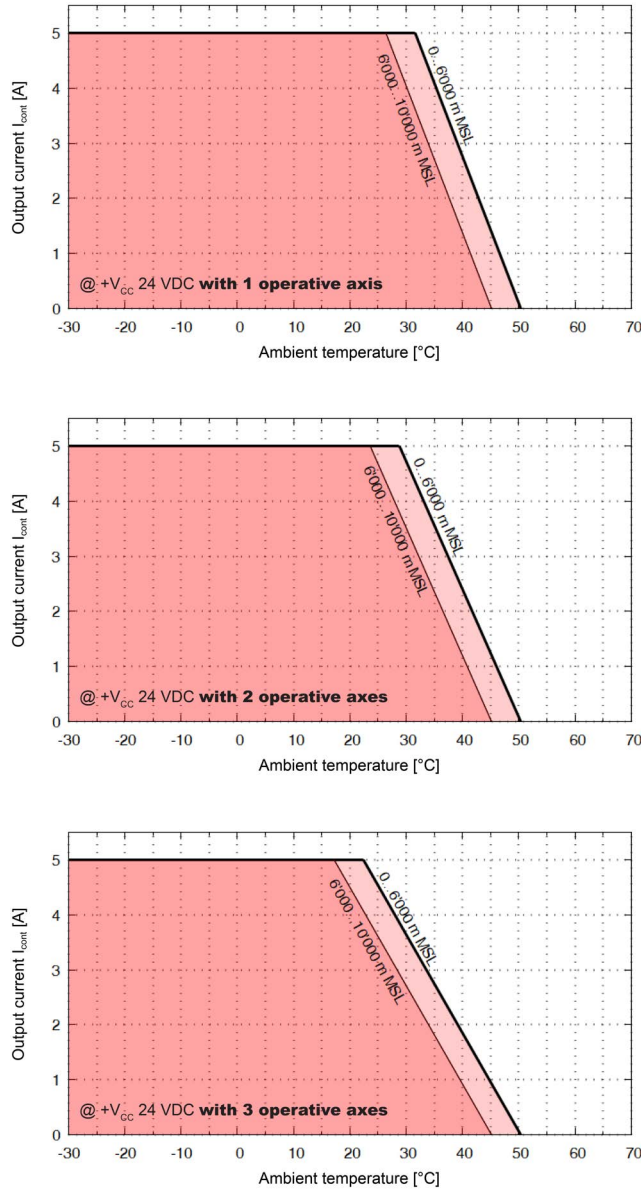 5
4
3
2
1
0
Output current Icont [A]
0...6'000 m MSL
6'000...10'000 m MSL
@ +Vcc 24 VDC with 1 operative axis
-30 -20 -10 0 10 20 30 40 50 60 70
Ambient temperature [°C]
5
4
3
2
1
0
Output current Icont [A]
0...6'000 m MSL
6'000...10'000 m MSL
@ +Vcc 24 VDC with 2 operative axes
-30 -20 -10 0 10 20 30 40 50 60 70
Ambient temperature [°C]
5
4
3
2
1
0
Output current Icont [A]
0...6'000 m MSL
6'000...10'000 m MSL
@ +Vcc 24 VDC with 3 operative axes
-30 -20 -10 0 10 20 30 40 50 60 70
Ambient temperature [°C]